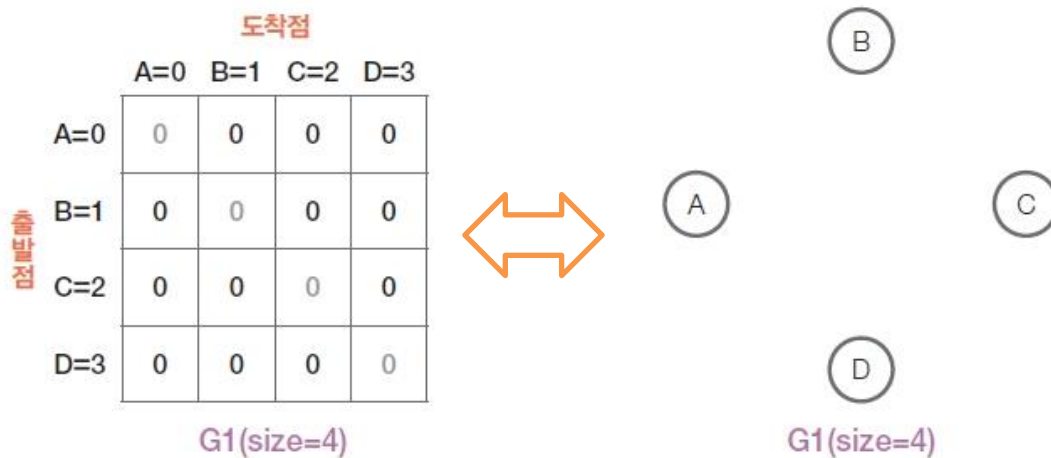 도착점
A=0 B=1 C=2 D=3
출발점
A=0 0 0 0 0
B=1 0 0 0 0
C=2 0 0 0 0
D=3 0 0 0 0
G1(size=4)
B
A
C
D
G1(size=4)